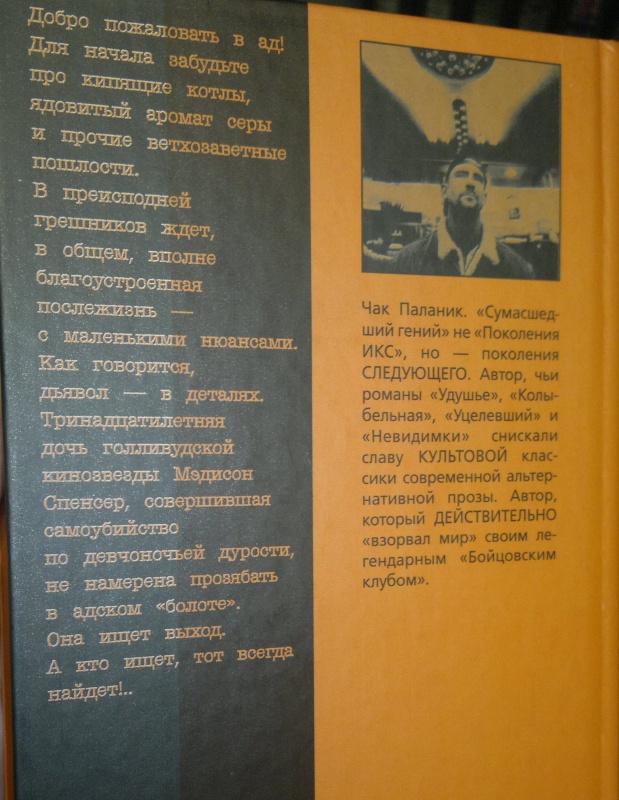 Добро пожаловать в ад!
Для начала забудьте
про кипящие котлы,
ядовитый аромат серы
и прочие ветхозаветные
пошлости.
В преисподней
грешников ждет,
в общем, вполне
благоустроенная
послежизнь —
с маленькими нюансами.
Как говорится,
дьявол — в деталях.
Тринадцатилетняя
дочь голливудской
кинозвезды Мэдисон
Спенсер, совершившая
самоубийство
по девчоночьей дурости,
не намерена прозябать
в адском «болоте».
Она ищет выход.
А кто ищет, тот всегда
найдет!..
Чак Паланик. «Сумасшед-
ший гений» не «Поколения
ИКС», но — поколения
СЛЕДУЮЩЕГО. Автор, чьи
романы «Удушье», «Колы-
бельная», «Уцелевший» и
«Невидимки» снискали
славу КУЛЬТОВОЙ клас-
сики современной альтер-
нативной прозы. Автор,
который ДЕЙСТВИТЕЛЬНО
«взорвал мир» своим ле-
гендарным «Бойцовским
клубом».